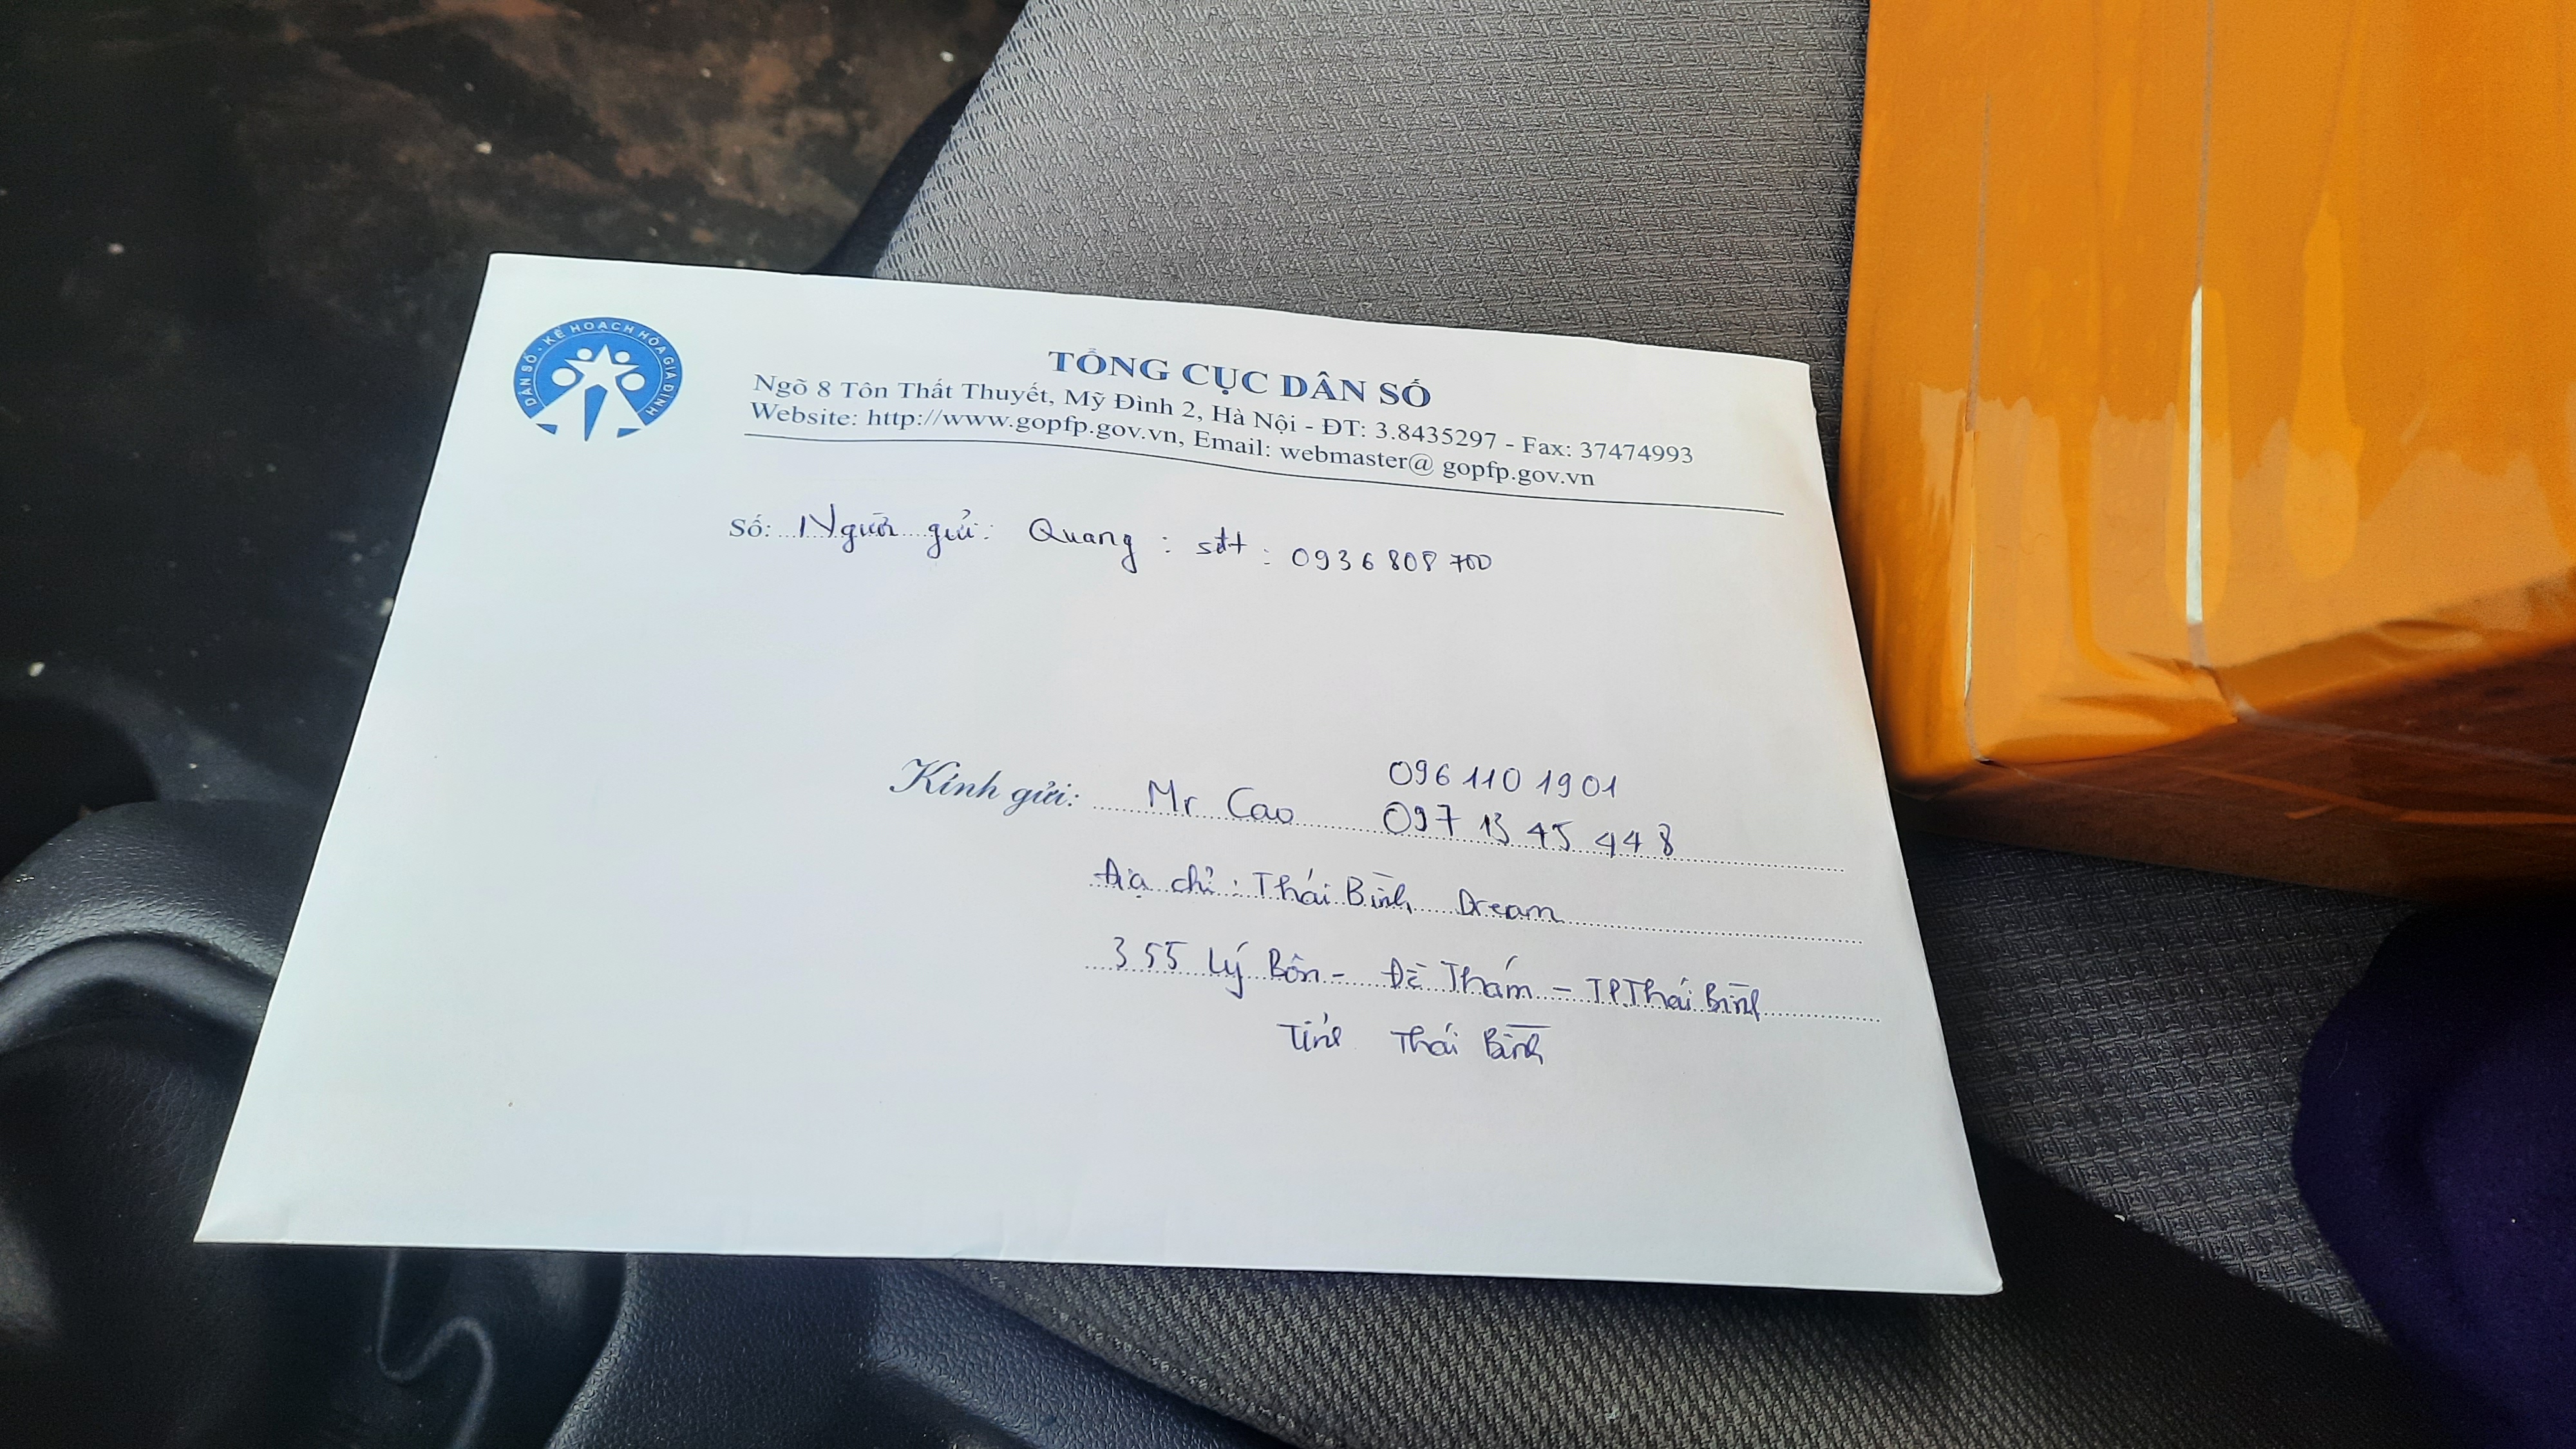 DÂN SỐ - KẾ HOẠCH HÓA GIA ĐÌNH
TỔNG CỤC DÂN SỐ
Ngõ 8 Tôn Thất Thuyết, Mỹ Đình 2, Hà Nội - ĐT: 3.8435297 - Fax: 37474993
Website: http://www.gopfp.gov.vn, Email: webmaster@ gopfp.gov.vn
Số: Người gửi: Quang : sđt : 0936 808 700
096 110 1901
Kính gửi: Mr Cao 097 13 45 448
Địa chỉ : Thái Bình Dream
355 Lý Bôn - Đề Thám - TP.Thái Bình
Tỉnh Thái Bình